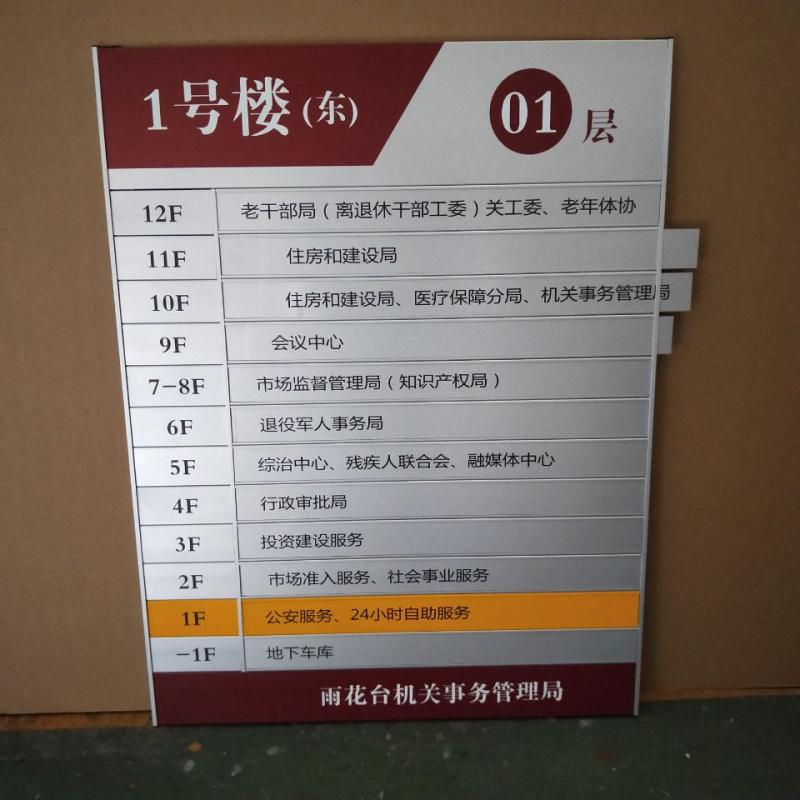 1号楼(东)
01层
12F 老干部局（离退休干部工委）关工委、老年体协
11F 住房和建设局
10F 住房和建设局、医疗保障分局、机关事务管理局
9F 会议中心
7-8F 市场监督管理局（知识产权局）
6F 退役军人事务局
5F 综治中心、残疾人联合会、融媒体中心
4F 行政审批局
3F 投资建设服务
2F 市场准入服务、社会事业服务
1F 公安服务、24小时自助服务
-1F 地下车库
雨花台机关事务管理局